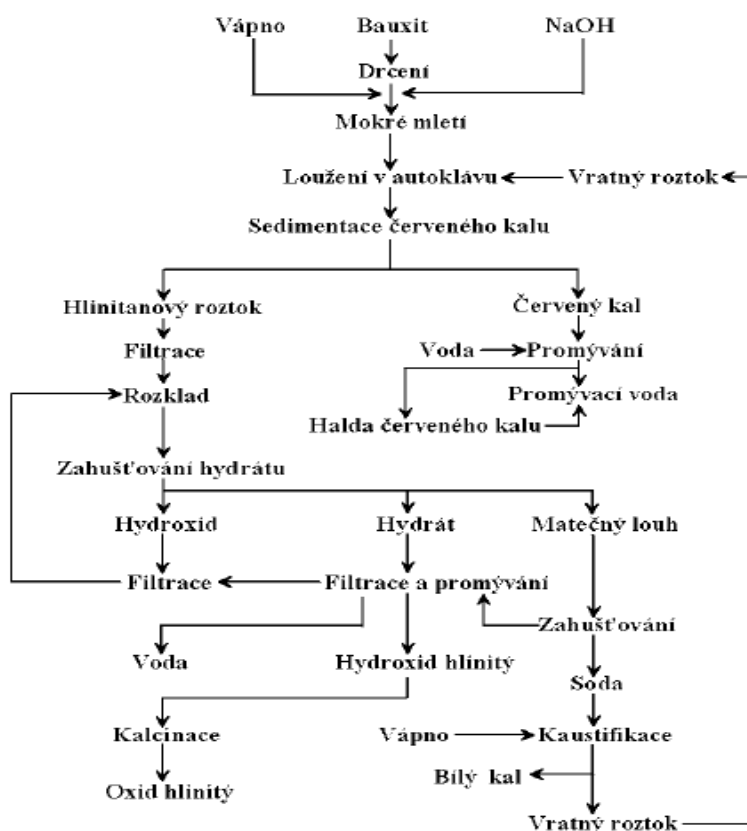 Vápno Bauxit NaOH
Drcení
Mokré mletí
Loužení v autoklávu Vratný roztok
Sedimentace červeného kalu
Hlinitanový roztok Červený kal
Filtrace Voda Promývání
Rozklad Promývací voda
Halda červeného kalu
Zahušťování hydrátu
Hydroxid Hydrát Matečný louh
Filtrace Filtrace a promývání
Zahušťování
Voda Hydroxid hlinitý
Soda
Kalcinace Vápno Kaustifikace
Bílý kal
Oxid hlinitý
Vratný roztok